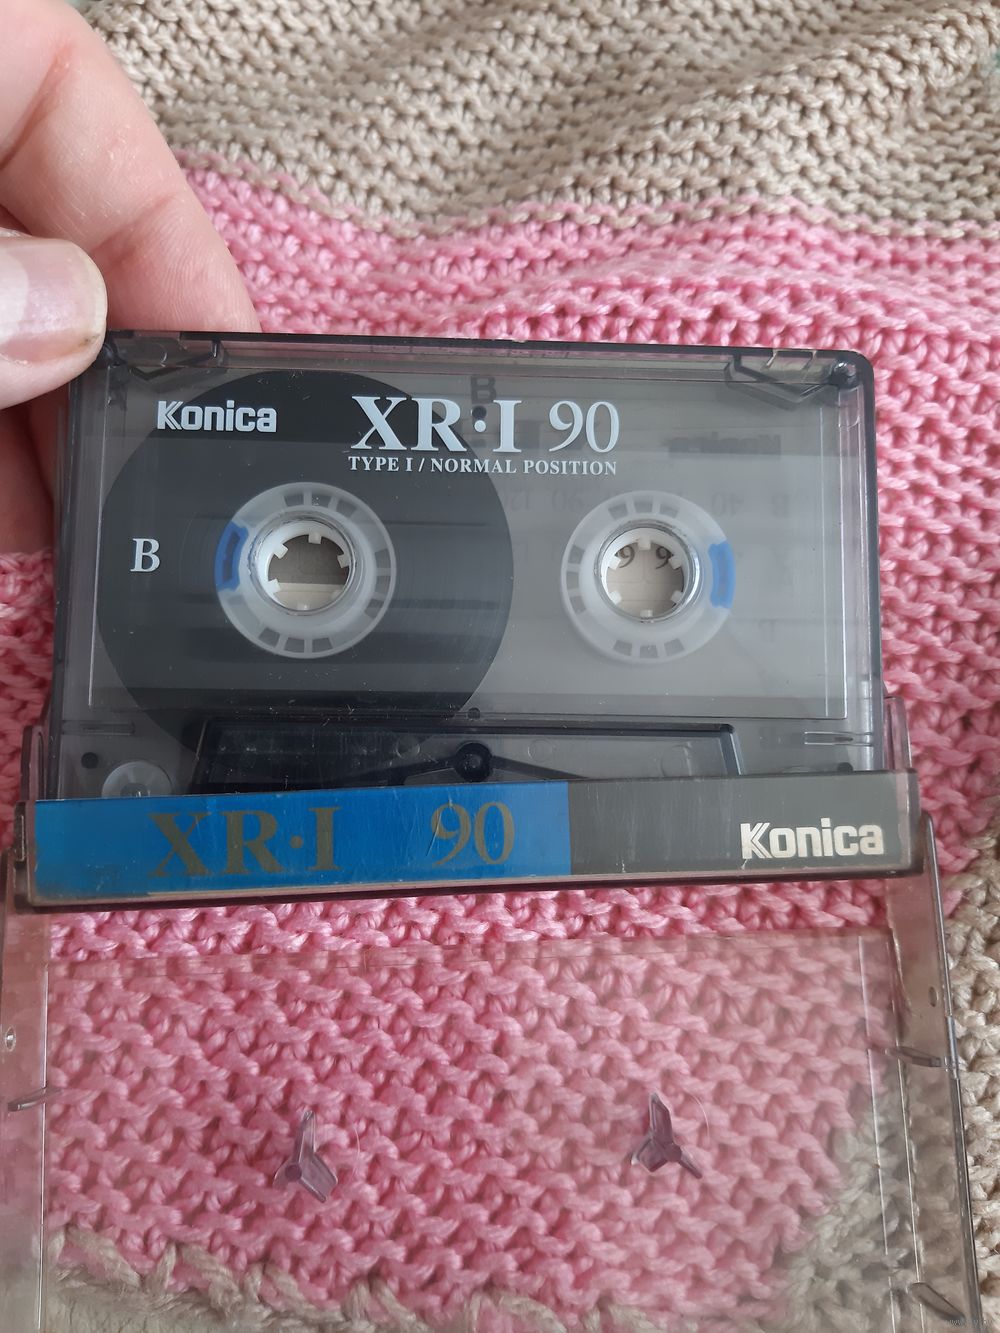 B
Konica
XR·I 90
TYPE I / NORMAL POSITION
B
XR·I 90
Konica